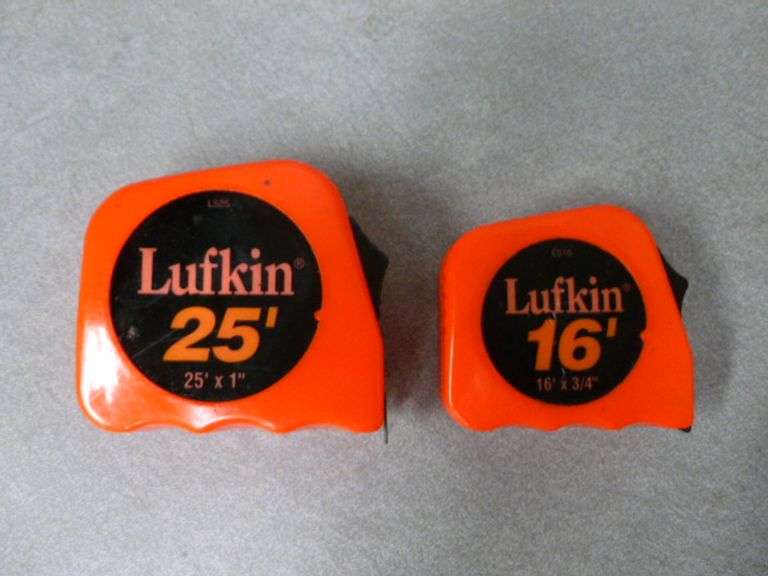 Lufkin®
25'
25' x 1"
Lufkin®
16'
16' x 3/4"